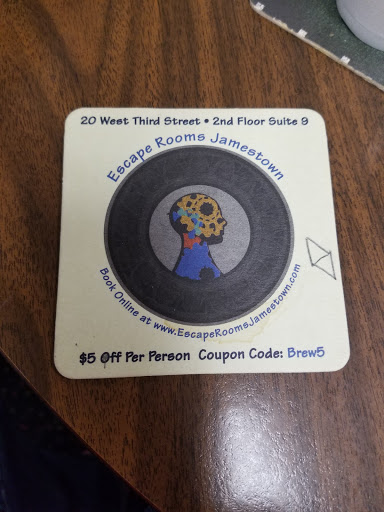 20 West Third Street • 2nd Floor Suite 9
Escape Rooms Jamestown
Book Online at www.EscapeRoomsJamestown.com
$5 Off Per Person Coupon Code: Brew5